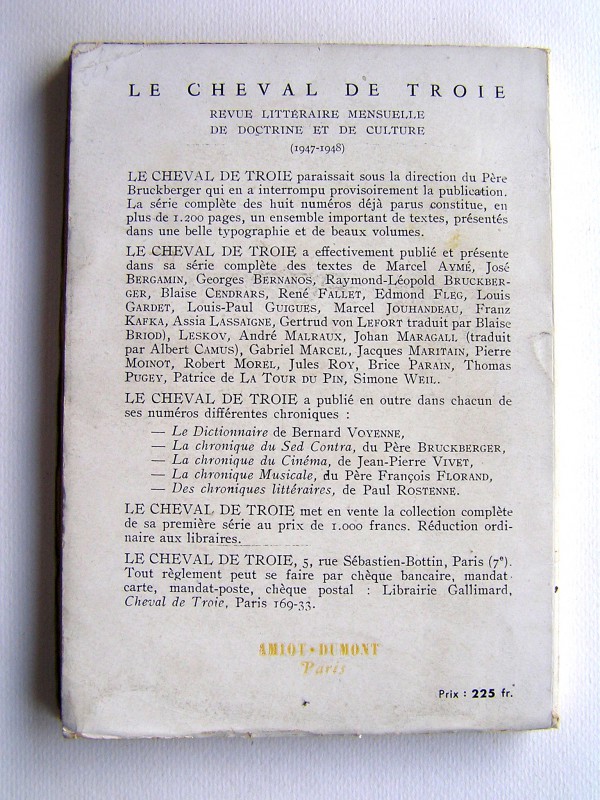 LE CHEVAL DE TROIE
REVUE LITTÉRAIRE MENSUELLE
DE DOCTRINE ET DE CULTURE
(1947-1948)
LE CHEVAL DE TROIE paraissait sous la direction du Père
Bruckberger qui en a interrompu provisoirement la publication.
La série complète des huit numéros déjà parus constitue, en
plus de 1.200 pages, un ensemble important de textes, présentés
dans une belle typographie et de beaux volumes.
LE CHEVAL DE TROIE a effectivement publié et présente
dans sa série complète des textes de Marcel AYMÉ, José
BERGAMIN, Georges BERNANOS, Raymond-Léopold BRUCKBER-
GER, Blaise CENDRARS, René FALLET, Edmond FLEG, Louis
GARDET, Louis-Paul GUIGUES, Marcel JOUHANDEAU, Franz
KAFKA, Assia LASSAIGNE, Gertrud von LEFORT traduit par Blaise
BRIOD), LESKOV, André MALRAUX, Johan MARAGALL (traduit
par Albert CAMUS), Gabriel MARCEL, Jacques MARITAIN, Pierre
MOINOT, Robert MOREL, Jules ROY, Brice PARAIN, Thomas
PUGEY, Patrice de LA TOUR DU PIN, Simone WEIL.
LE CHEVAL DE TROIE a publié en outre dans chacun de
ses numéros différentes chroniques :
— Le Dictionnaire de Bernard VOYENNE,
— La chronique du Sed Contra, du Père BRUCKBERGER,
— La chronique du Cinéma, de Jean-Pierre VIVET,
— La chronique Musicale, du Père François FLORAND,
— Des chroniques littéraires, de Paul ROSTENNE.
LE CHEVAL DE TROIE met en vente la collection complète
de sa première série au prix de 1.000 francs. Réduction ordi-
naire aux libraires.
LE CHEVAL DE TROIE, 5, rue Sébastien-Bottin, Paris (7e).
Tout règlement peut se faire par chèque bancaire, mandat-
carte, mandat-poste, chèque postal : Librairie Gallimard,
Cheval de Troie, Paris 169-33.
AMIOT • DUMONT
Paris
Prix : 225 fr.